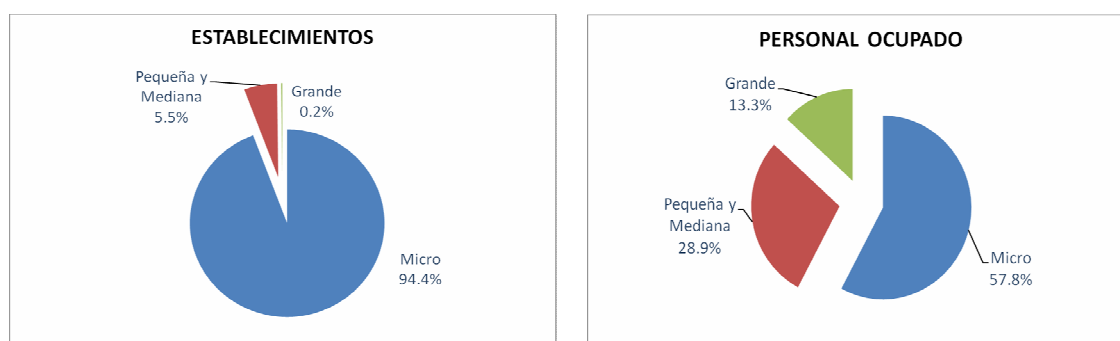 ESTABLECIMIENTOS
Pequeña y
Mediana
5.5%
Grande
0.2%
Micro
94.4%
PERSONAL OCUPADO
Grande
13.3%
Pequeña y
Mediana
28.9%
Micro
57.8%